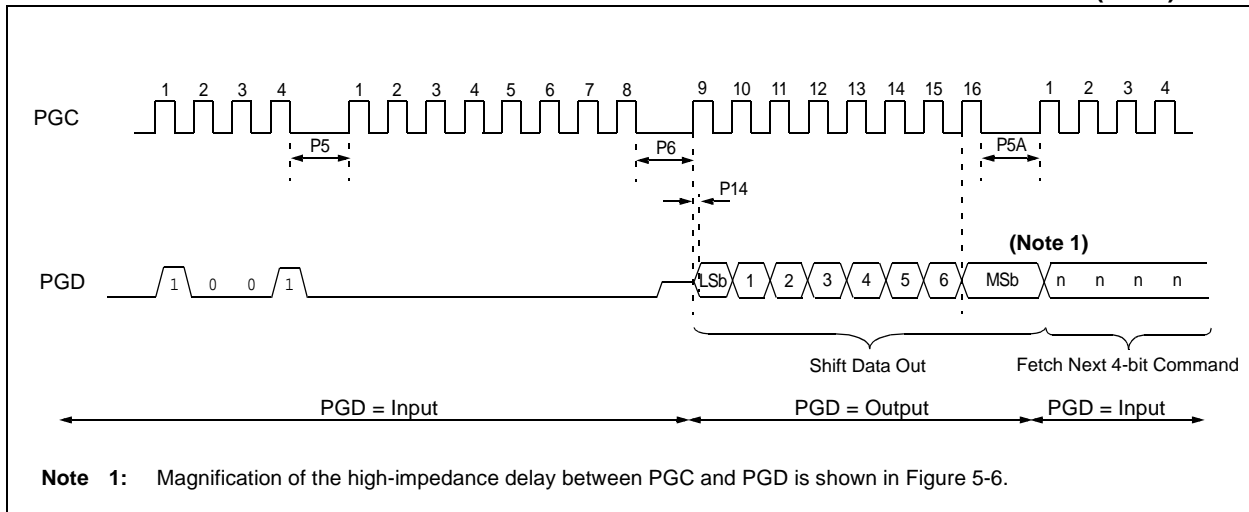 1 2 3 4 1 2 3 4 5 6 7 8 9 10 11 12 13 14 15 16 1 2 3 4
PGC
P5 P6 P5A
P14
(Note 1)
PGD 1 0 0 1 LSb 1 2 3 4 5 6 MSb n n n n
Shift Data Out Fetch Next 4-bit Command
PGD = Input PGD = Output PGD = Input
Note 1: Magnification of the high-impedance delay between PGC and PGD is shown in Figure 5-6.